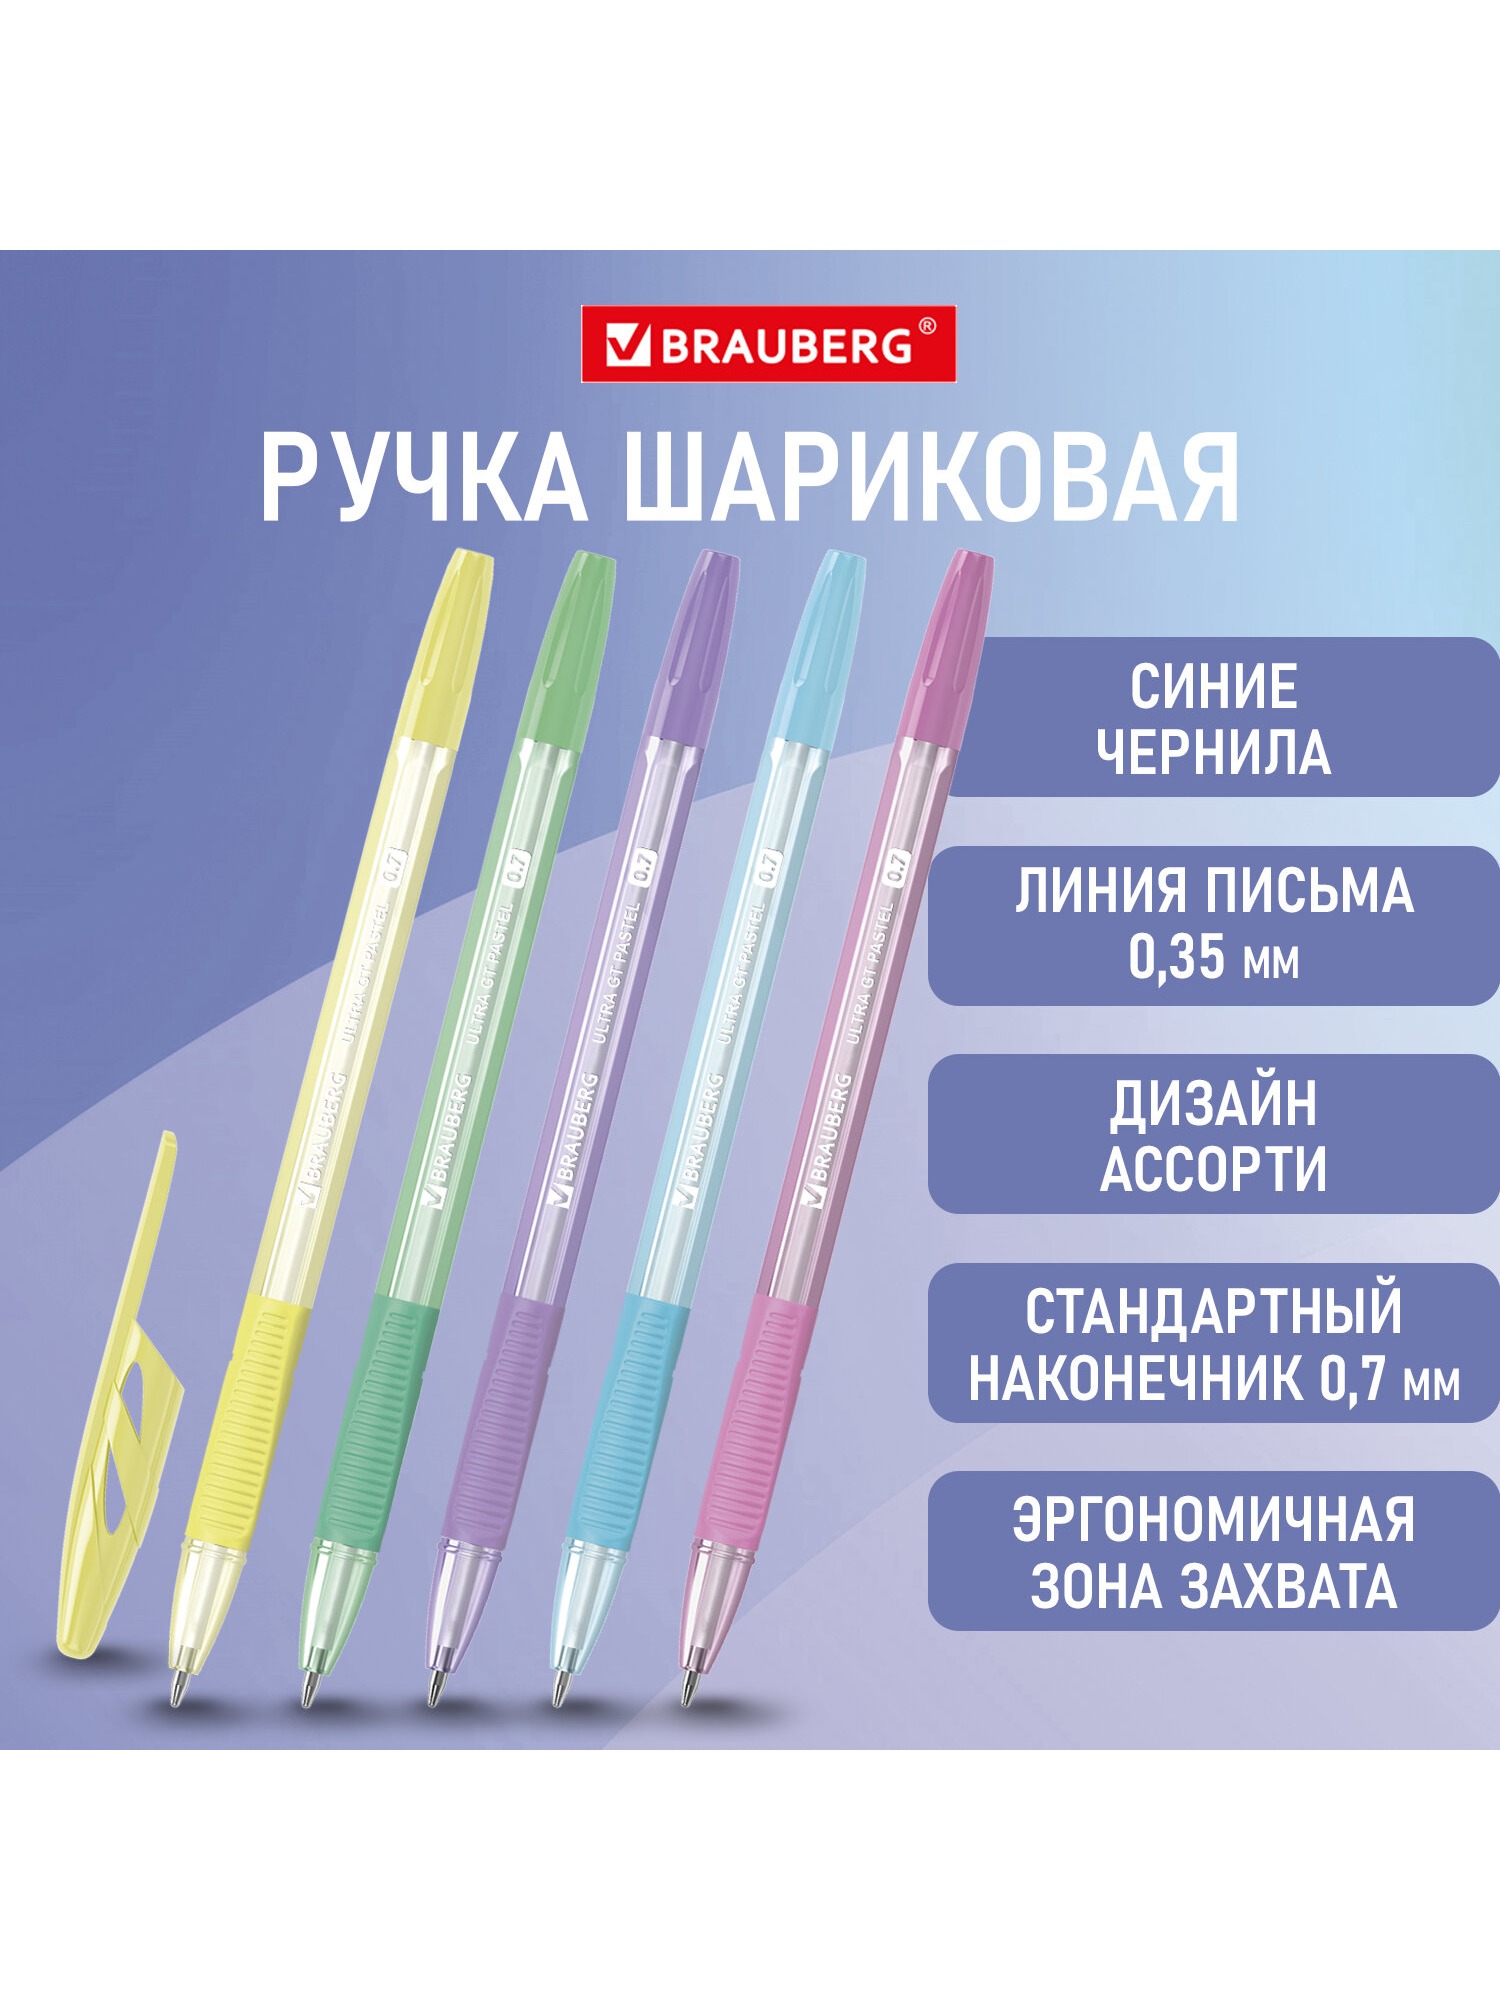 BRAUBERG®
РУЧКА ШАРИКОВАЯ
BRAUBERG ULTRA GT PASTEL 0.7
BRAUBERG ULTRA GT PASTEL 0.7
BRAUBERG ULTRA GT PASTEL 0.7
BRAUBERG ULTRA GT PASTEL 0.7
BRAUBERG ULTRA GT PASTEL 0.7
СИНИЕ
ЧЕРНИЛА
ЛИНИЯ ПИСЬМА
0,35 мм
ДИЗАЙН
АССОРТИ
СТАНДАРТНЫЙ
НАКОНЕЧНИК 0,7 мм
ЭРГОНОМИЧНАЯ
ЗОНА ЗАХВАТА